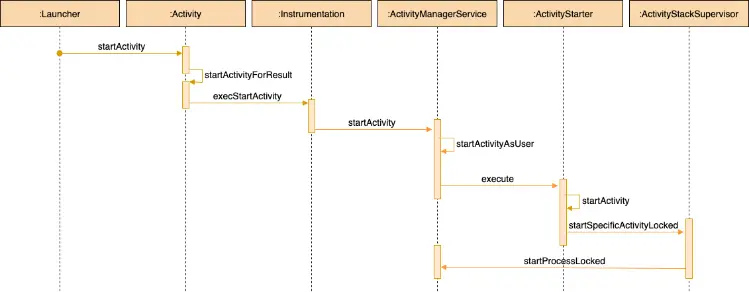 :Launcher
:Activity
:Instrumentation
:ActivityManagerService
:ActivityStarter
:ActivityStackSupervisor
startActivity
startActivityForResult
execStartActivity
startActivity
startActivityAsUser
execute
startActivity
startSpecificActivityLocked
startProcessLocked